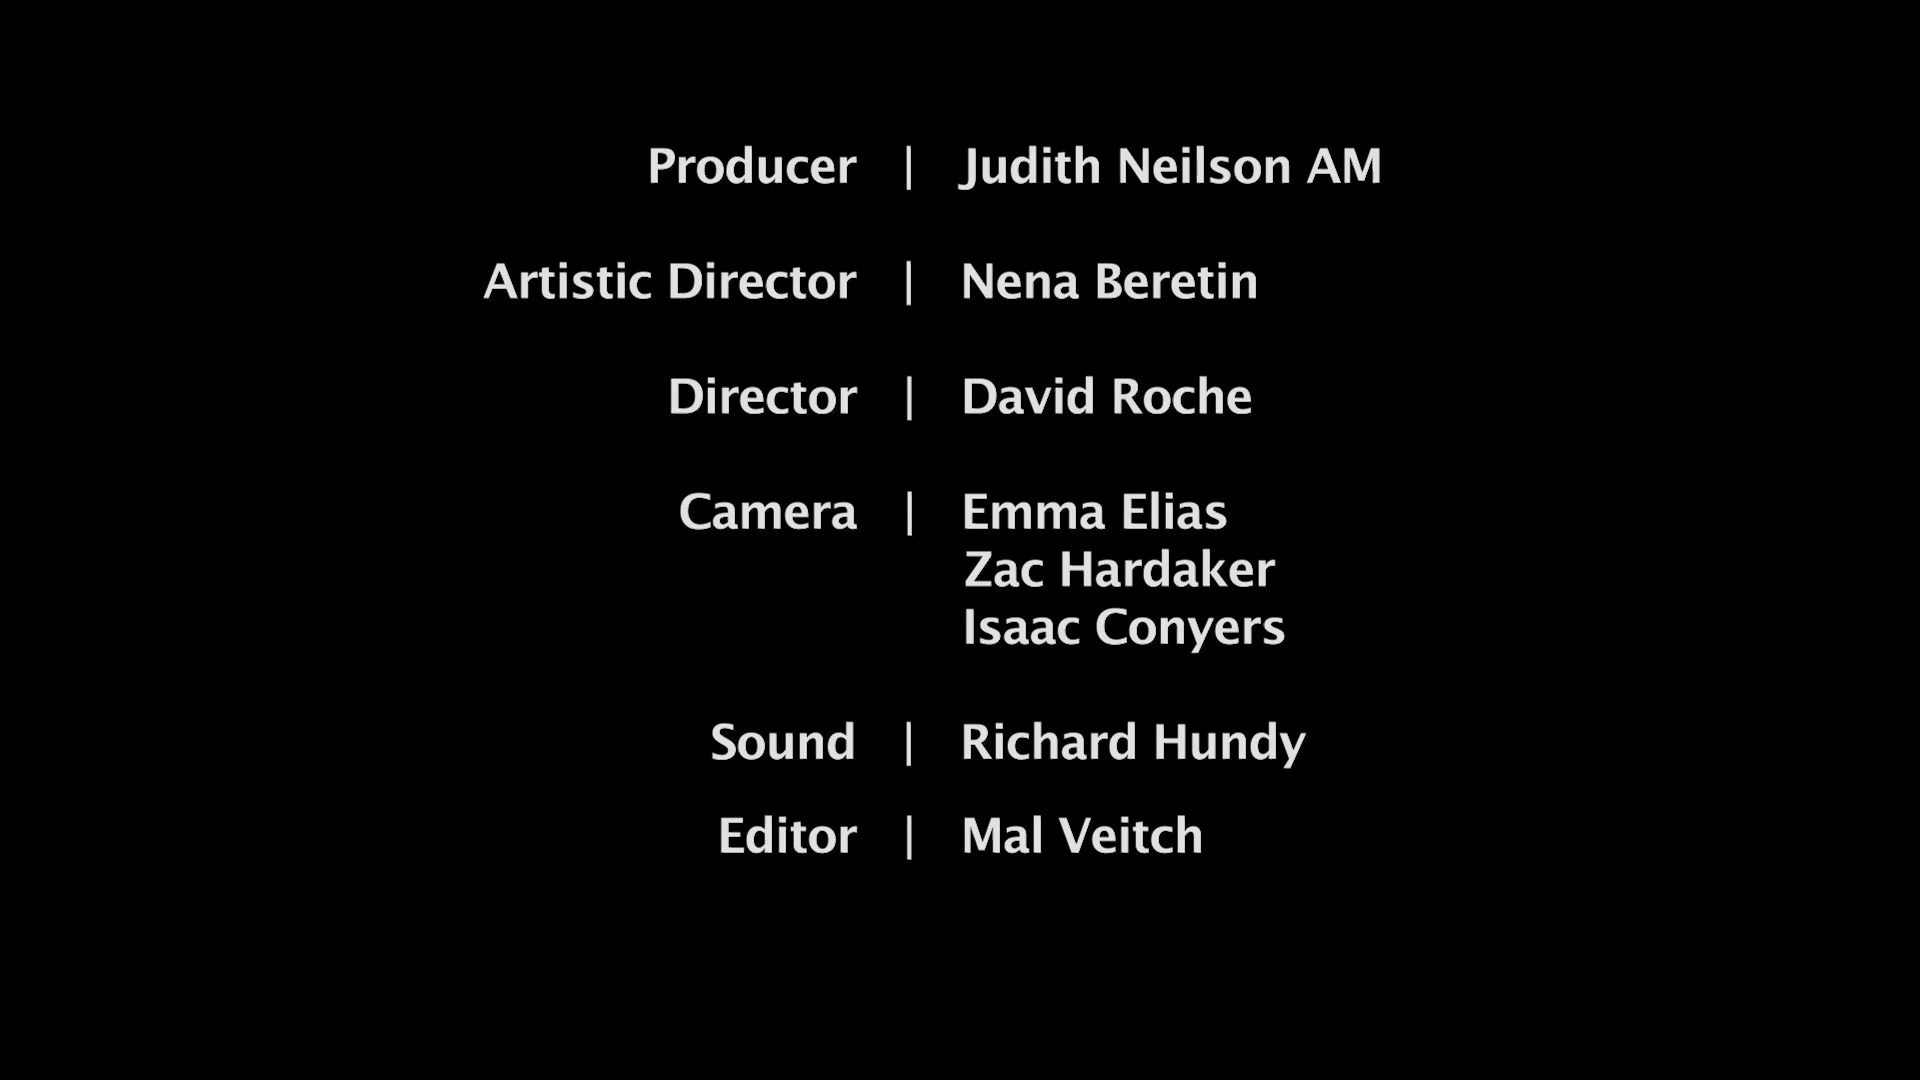 Producer | Judith Neilson AM
Artistic Director | Nena Beretin
Director | David Roche
Camera | Emma Elias
Zac Hardaker
Isaac Conyers
Sound | Richard Hundy
Editor | Mal Veitch